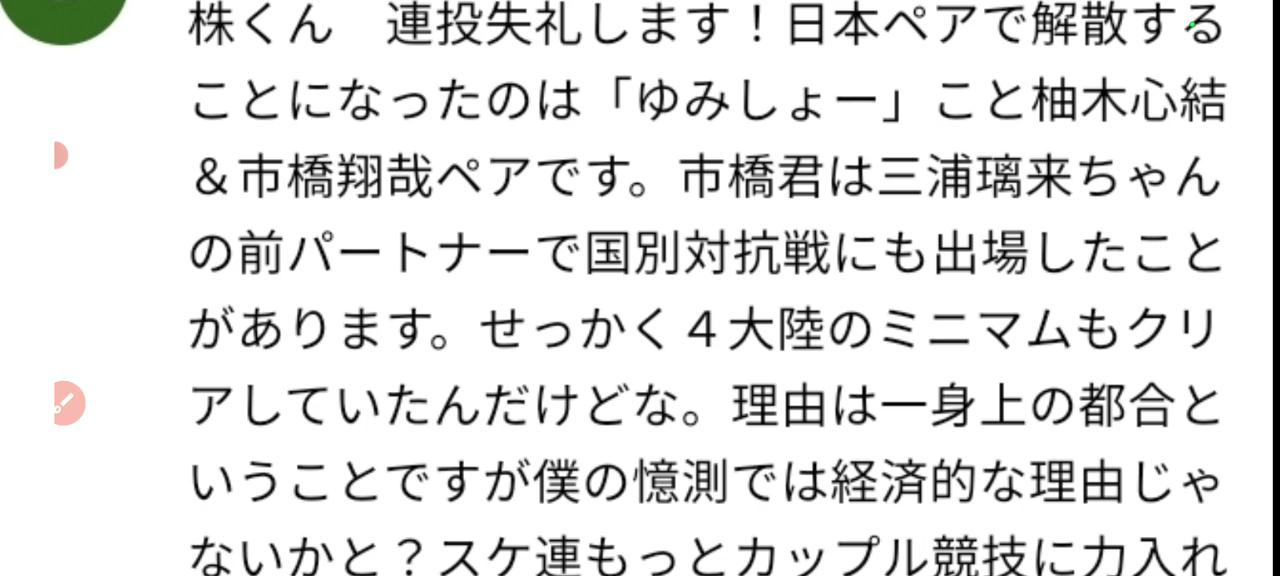 株くん　連投失礼します！日本ペアで解散する
ことになったのは「ゆみしょー」こと柚木心結
＆市橋翔哉ペアです。市橋君は三浦璃来ちゃん
の前パートナーで国別対抗戦にも出場したこと
があります。せっかく４大陸のミニマムもクリ
アしていたんだけどな。理由は一身上の都合と
いうことですが僕の憶測では経済的な理由じゃ
ないかと？スケ連もっとカップル競技に力入れ